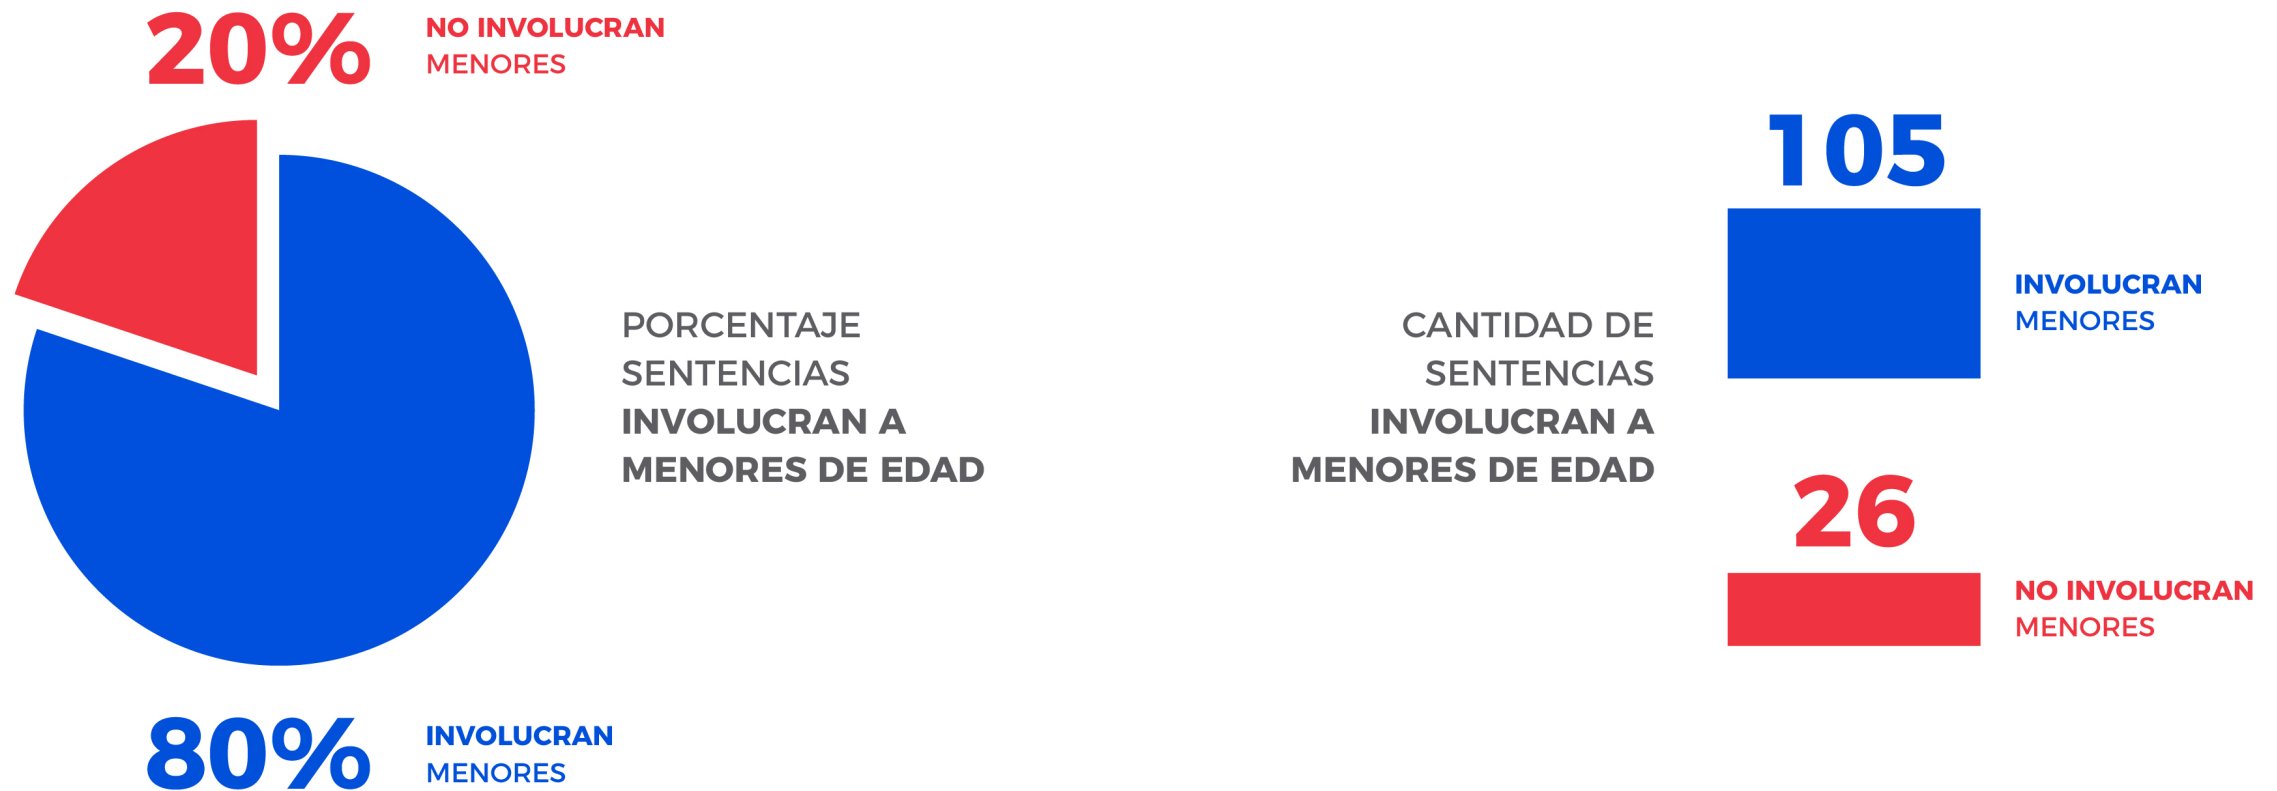 20%
NO INVOLUCRAN
MENORES
PORCENTAJE
SENTENCIAS
INVOLUCRAN A
MENORES DE EDAD
80%
INVOLUCRAN
MENORES
CANTIDAD DE
SENTENCIAS
INVOLUCRAN A
MENORES DE EDAD
105
INVOLUCRAN
MENORES
26
NO INVOLUCRAN
MENORES